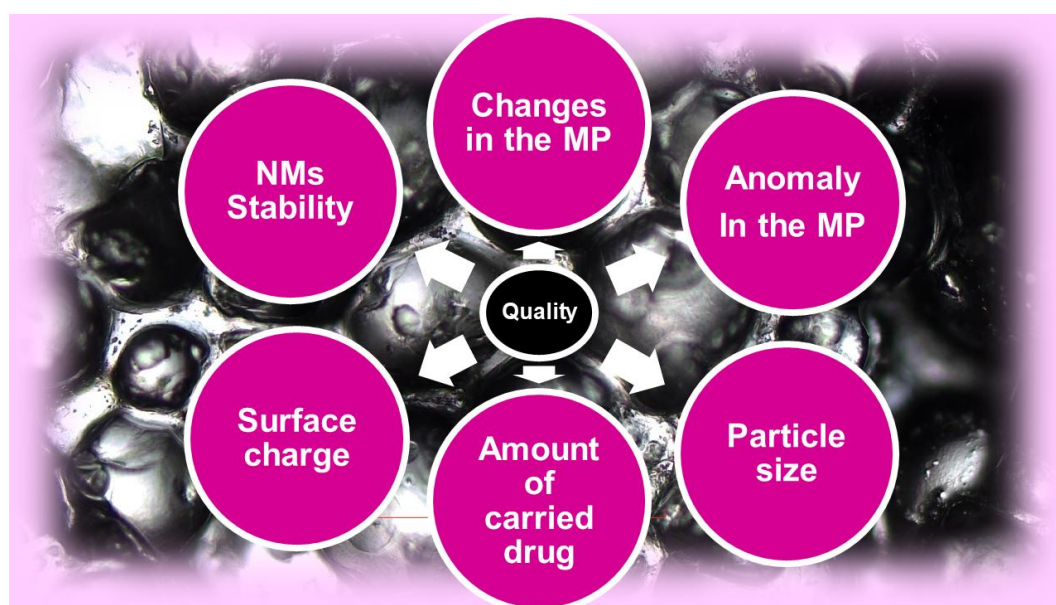 Changes
in the MP
NMs
Stability
Anomaly
In the MP
Quality
Surface
charge
Particle
size
Amount
of
carried
drug